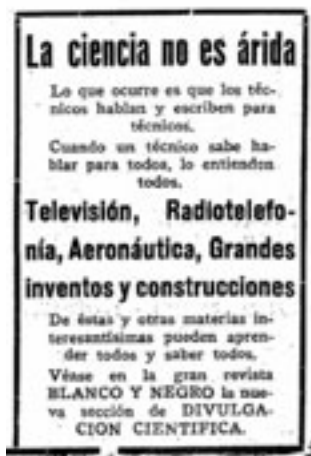 La ciencia no es árida
Lo que ocurre es que los téc-
nicos hablan y escriben para
técnicos.
Cuando un técnico sabe ha-
blar para todos, lo entienden
todos.
Televisión, Radiotelefo-
nía, Aeronáutica, Grandes
inventos y construcciones
De éstas y otras materias in-
teresantísimas pueden apren-
der todos y saber todos.
Véase en la gran revista
BLANCO Y NEGRO la nue-
va sección de DIVULGA-
CION CIENTIFICA.